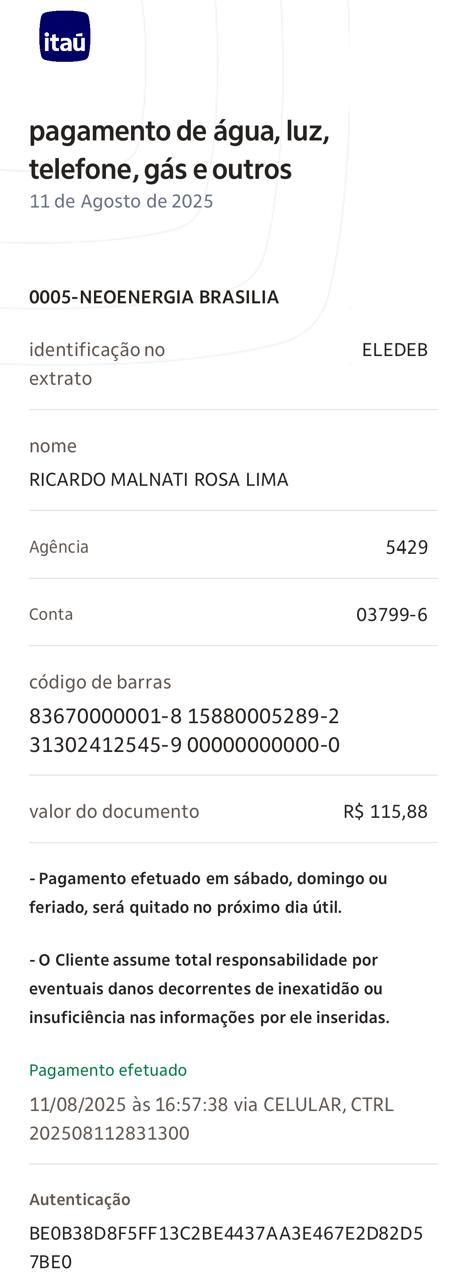 itaú
pagamento de água, luz,
telefone, gás e outros
11 de Agosto de 2025
0005-NEOENERGIA BRASILIA
identificação no ELEDEB
extrato
nome
RICARDO MALNATI ROSA LIMA
Agência 5429
Conta 03799-6
código de barras
83670000001-8 15880005289-2
31302412545-9 00000000000-0
valor do documento R$ 115,88
- Pagamento efetuado em sábado, domingo ou
feriado, será quitado no próximo dia útil.
- O Cliente assume total responsabilidade por
eventuais danos decorrentes de inexatidão ou
insuficiência nas informações por ele inseridas.
Pagamento efetuado
11/08/2025 às 16:57:38 via CELULAR, CTRL
202508112831300
Autenticação
BE0B38D8F5FF13C2BE4437AA3E467E2D82D5
7BE0